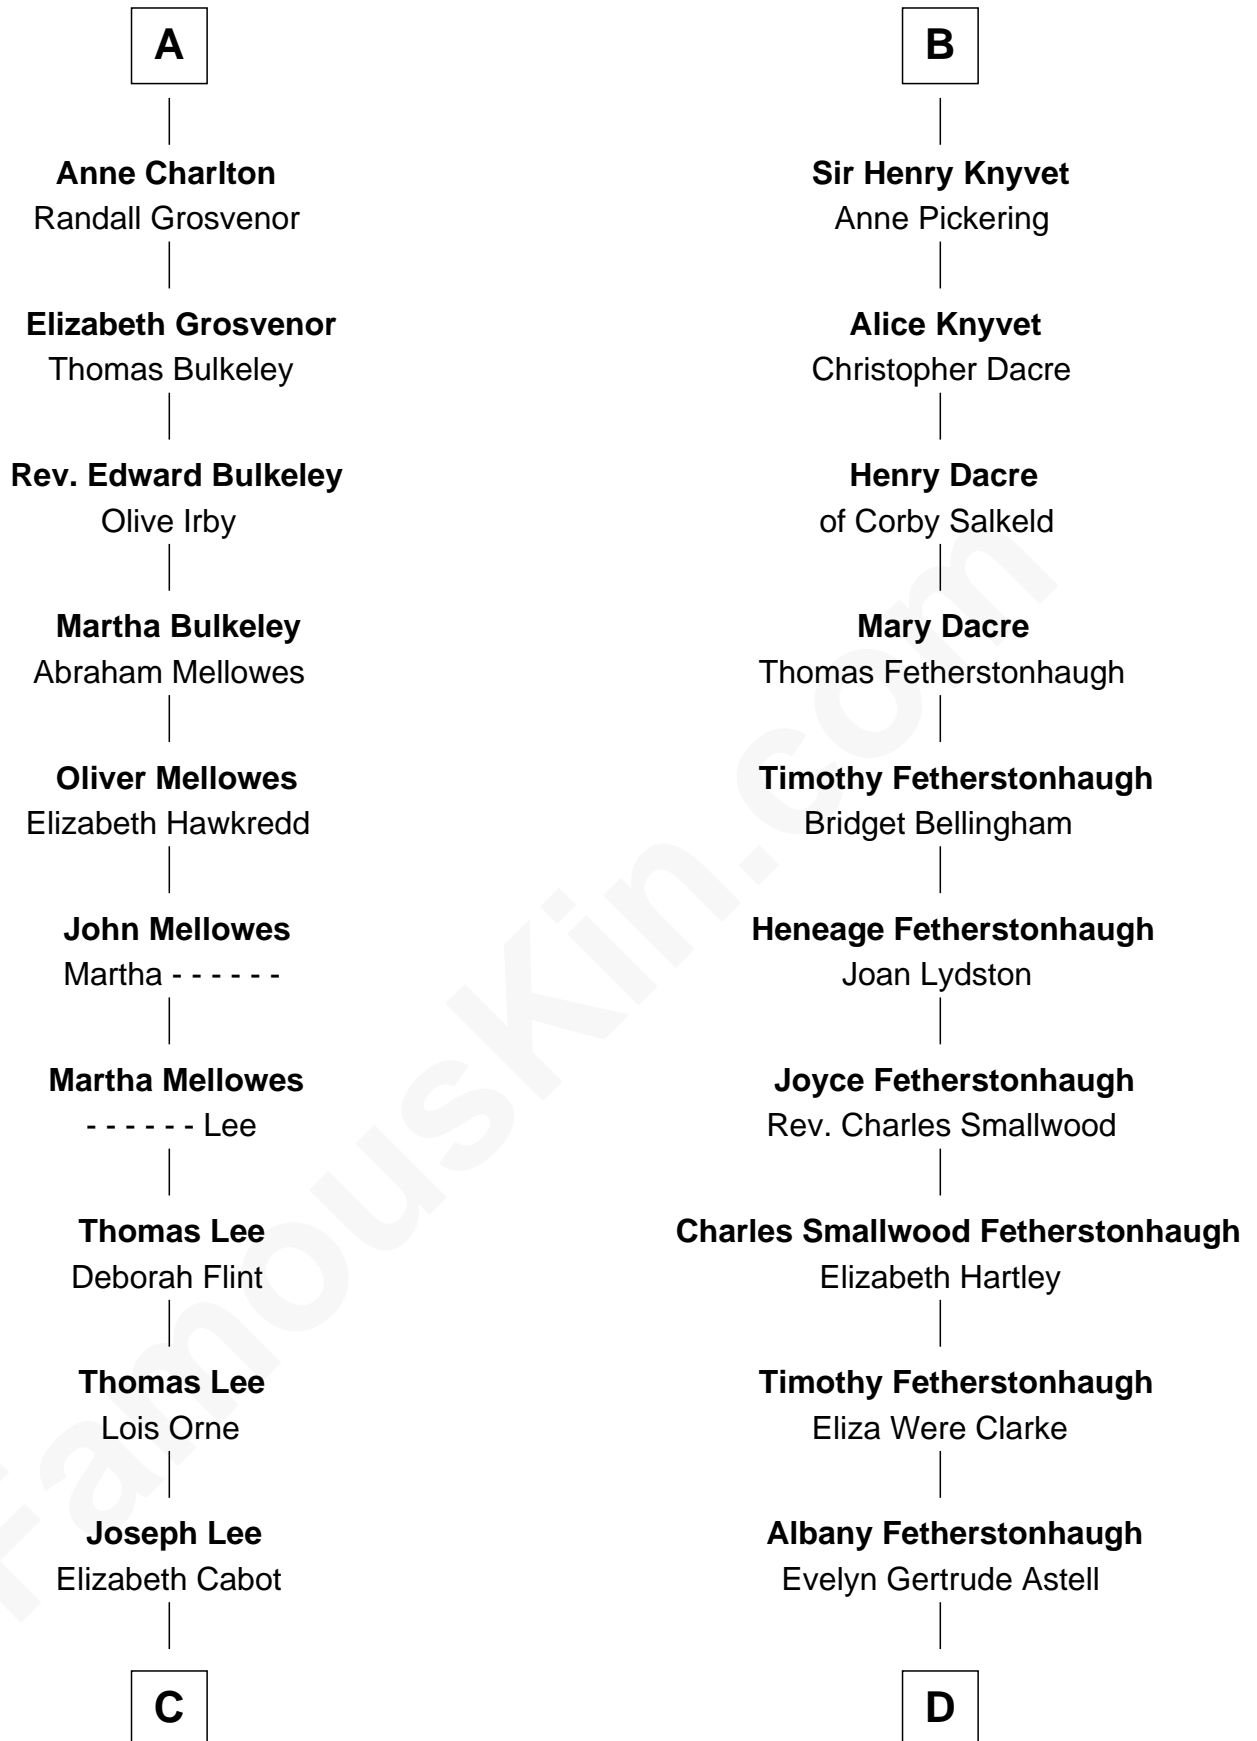 A
Anne Charlton
Randall Grosvenor
Elizabeth Grosvenor
Thomas Bulkeley
Rev. Edward Bulkeley
Olive Irby
Martha Bulkeley
Abraham Mellowes
Oliver Mellowes
Elizabeth Hawkredd
John Mellowes
Martha - - - - - -
Martha Mellowes
- - - - - - Lee
Thomas Lee
Deborah Flint
Thomas Lee
Lois Orne
Joseph Lee
Elizabeth Cabot
C
B
Sir Henry Knyvet
Anne Pickering
Alice Knyvet
Christopher Dacre
Henry Dacre
of Corby Salkeld
Mary Dacre
Thomas Fetherstonhaugh
Timothy Fetherstonhaugh
Bridget Bellingham
Heneage Fetherstonhaugh
Joan Lydston
Joyce Fetherstonhaugh
Rev. Charles Smallwood
Charles Smallwood Fetherstonhaugh
Elizabeth Hartley
Timothy Fetherstonhaugh
Eliza Were Clarke
Albany Fetherstonhaugh
Evelyn Gertrude Astell
D
FamousKin.com